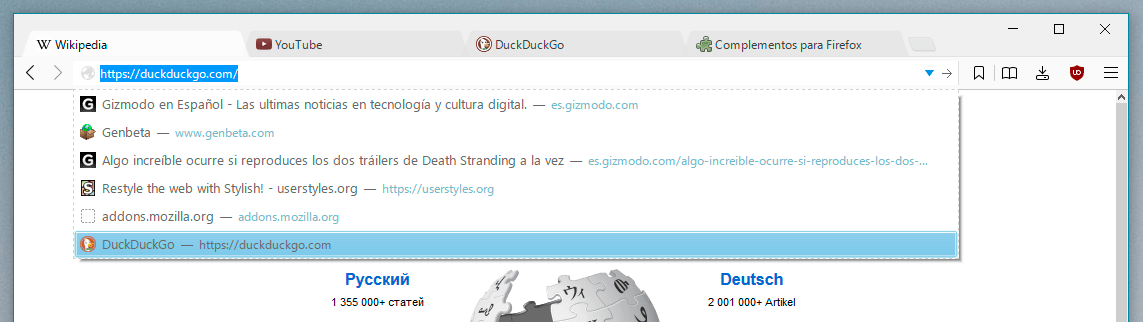 Wikipedia YouTube DuckDuckGo Complementos para Firefox
https://duckduckgo.com/
Gizmodo en Español - Las ultimas noticias en tecnología y cultura digital. — es.gizmodo.com
Genbeta — www.genbeta.com
Algo increíble ocurre si reproduces los dos tráilers de Death Stranding a la vez — es.gizmodo.com/algo-increible-ocurre-si-reproduces-los-dos-...
Restyle the web with Stylish! - userstyles.org — https://userstyles.org
addons.mozilla.org — addons.mozilla.org
DuckDuckGo — https://duckduckgo.com
Русский Deutsch
1 355 000+ статей 2 001 000+ Artikel